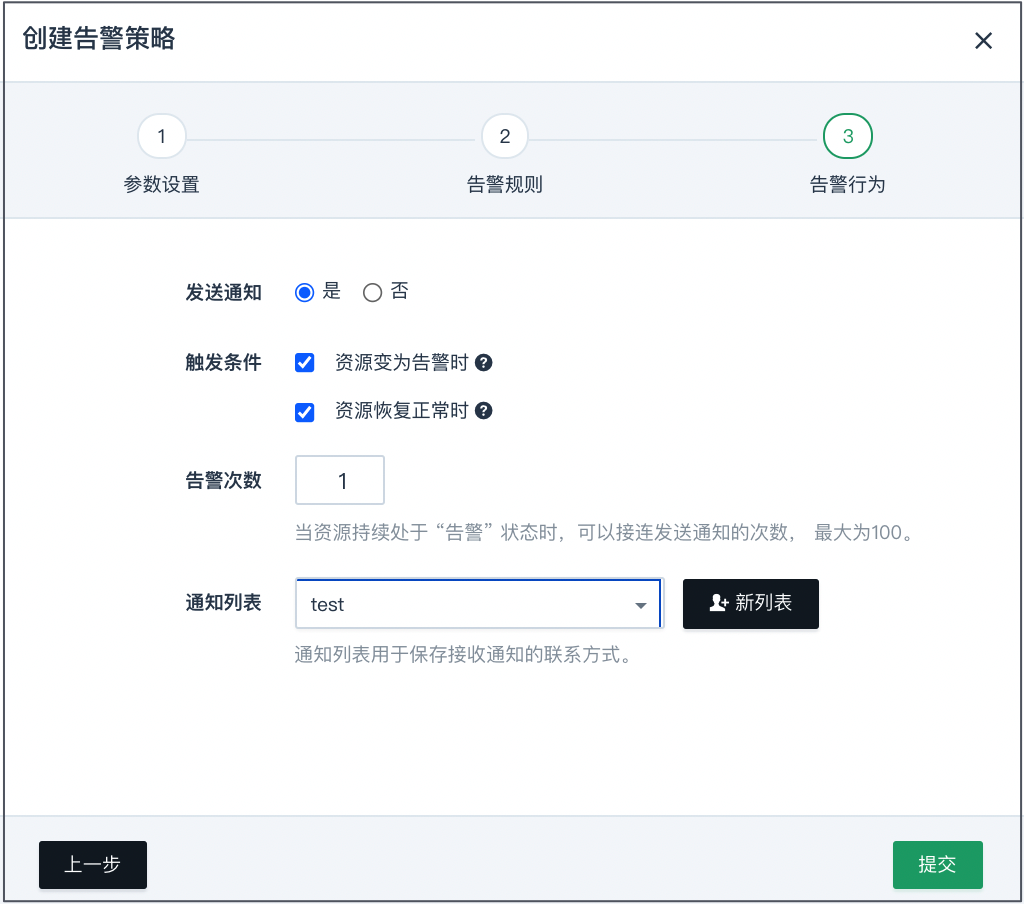 创建告警策略
1
2
3
参数设置
告警规则
告警行为
发送通知 是 否
触发条件 资源变为告警时
资源恢复正常时
告警次数 1
当资源持续处于“告警”状态时，可以接连发送通知的次数， 最大为100。
通知列表 test 新列表
通知列表用于保存接收通知的联系方式。
上一步 提交